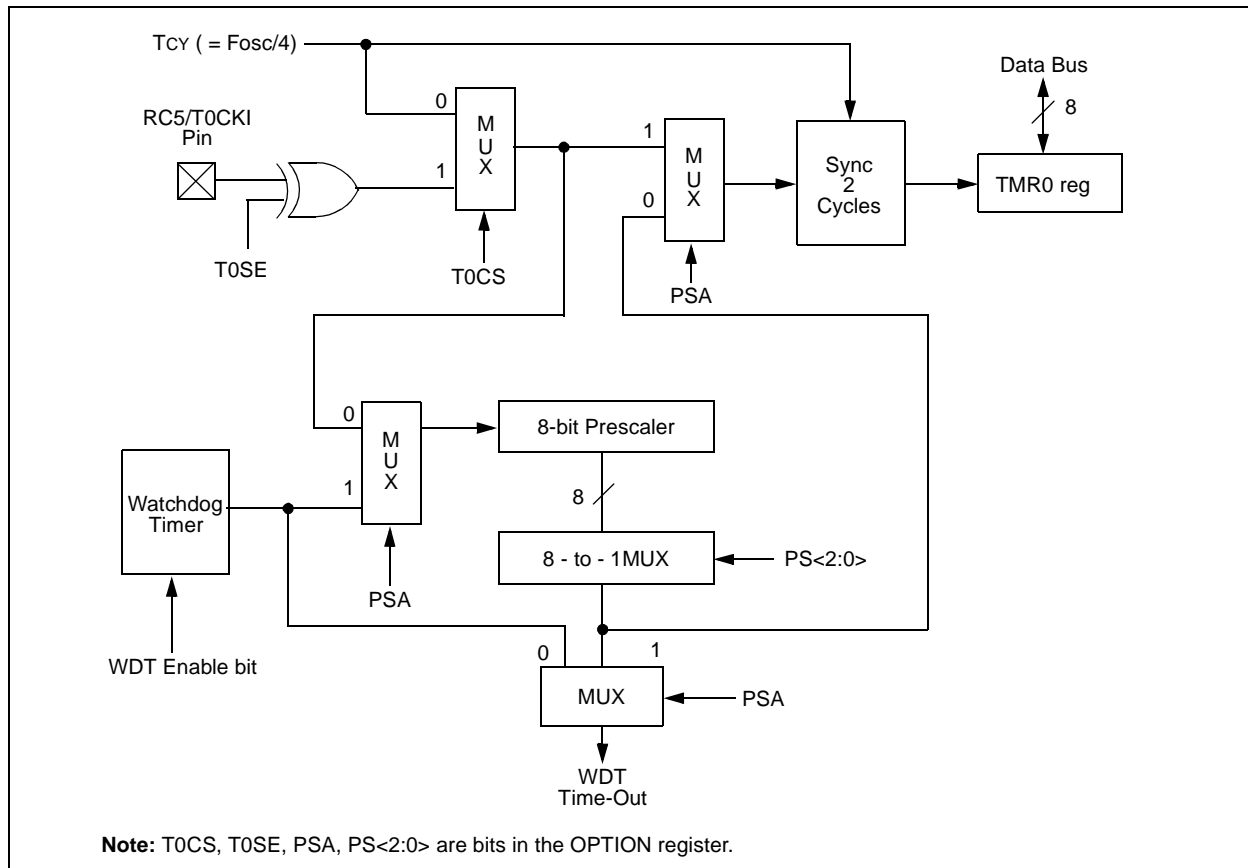 TCY ( = Fosc/4)
Data Bus
8
RC5/T0CKI
Pin
0
1
M
U
X
T0SE
T0CS
1
0
M
U
X
PSA
Sync
2
Cycles
TMR0 reg
0
1
M
U
X
PSA
8-bit Prescaler
8
8 - to - 1MUX
PS<2:0>
Watchdog
Timer
WDT Enable bit
0
1
MUX
PSA
WDT
Time-Out
Note: T0CS, T0SE, PSA, PS<2:0> are bits in the OPTION register.